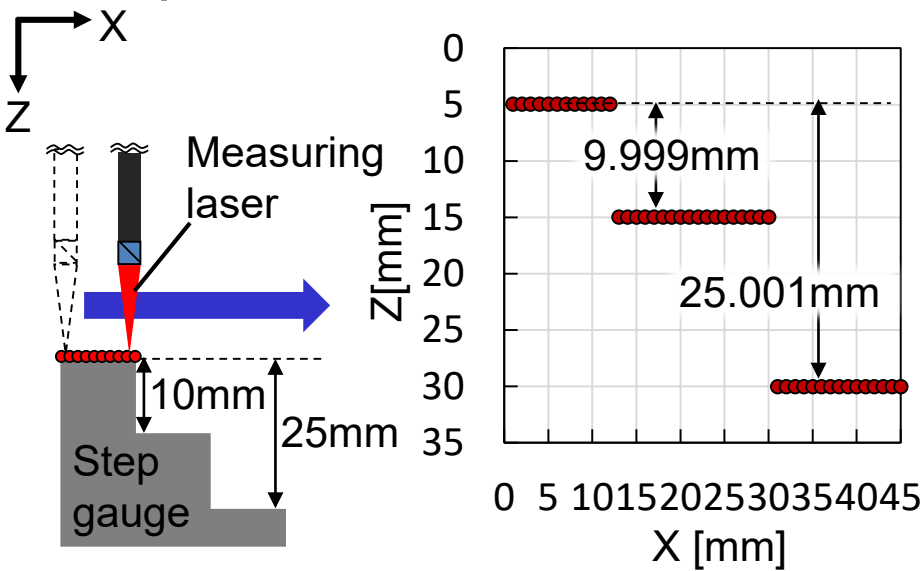 X
Z
Measuring
laser
10mm
25mm
Step
gauge
0
5
10
15
20
25
30
35
Z[mm]
9.999mm
25.001mm
0 5 1015202530354045
X [mm]